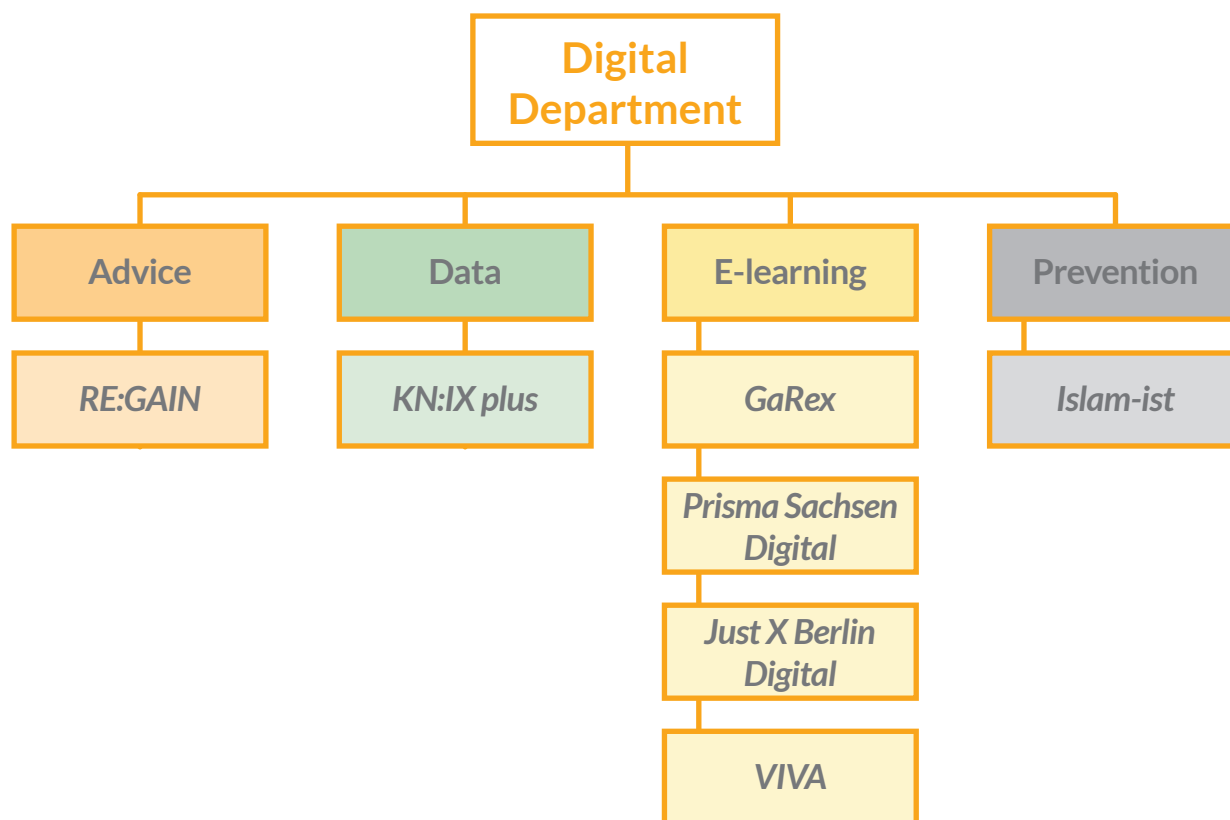 Digital
Department
Advice
Data
E-learning
Prevention
RE:GAIN
KN:IX plus
GaRex
Islam-ist
Prisma Sachsen
Digital
Just X Berlin
Digital
VIVA